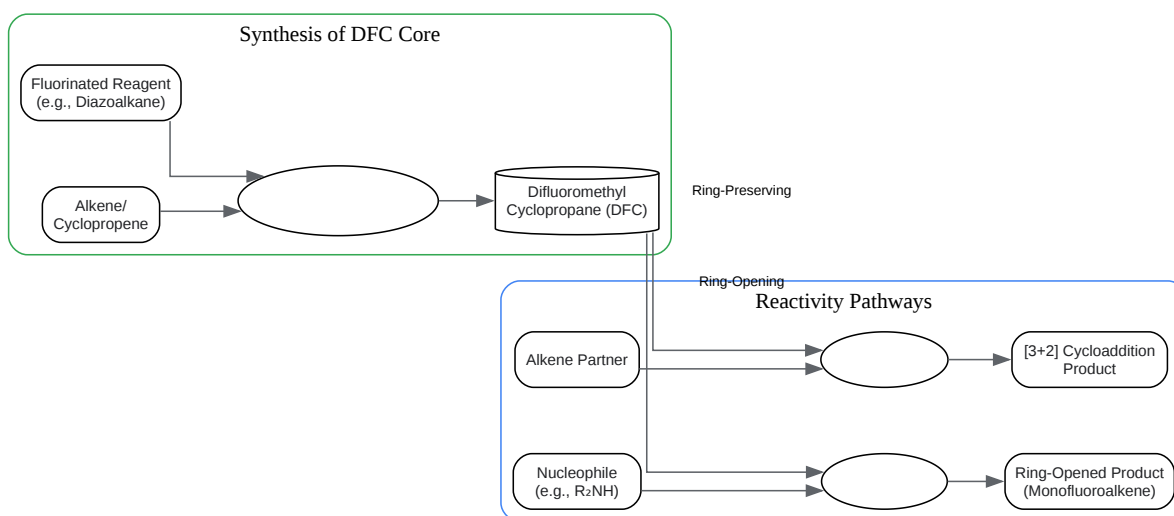 Synthesis of DFC Core
Fluorinated Reagent
(e.g., Diazoalkane)
Alkene/
Cyclopropene
Difluoromethyl
Cyclopropane (DFC)
Ring-Preserving
Ring-Opening
Reactivity Pathways
Alkene Partner
[3+2] Cycloaddition
Product
Nucleophile
(e.g., R₂NH)
Ring-Opened Product
(Monofluoroalkene)